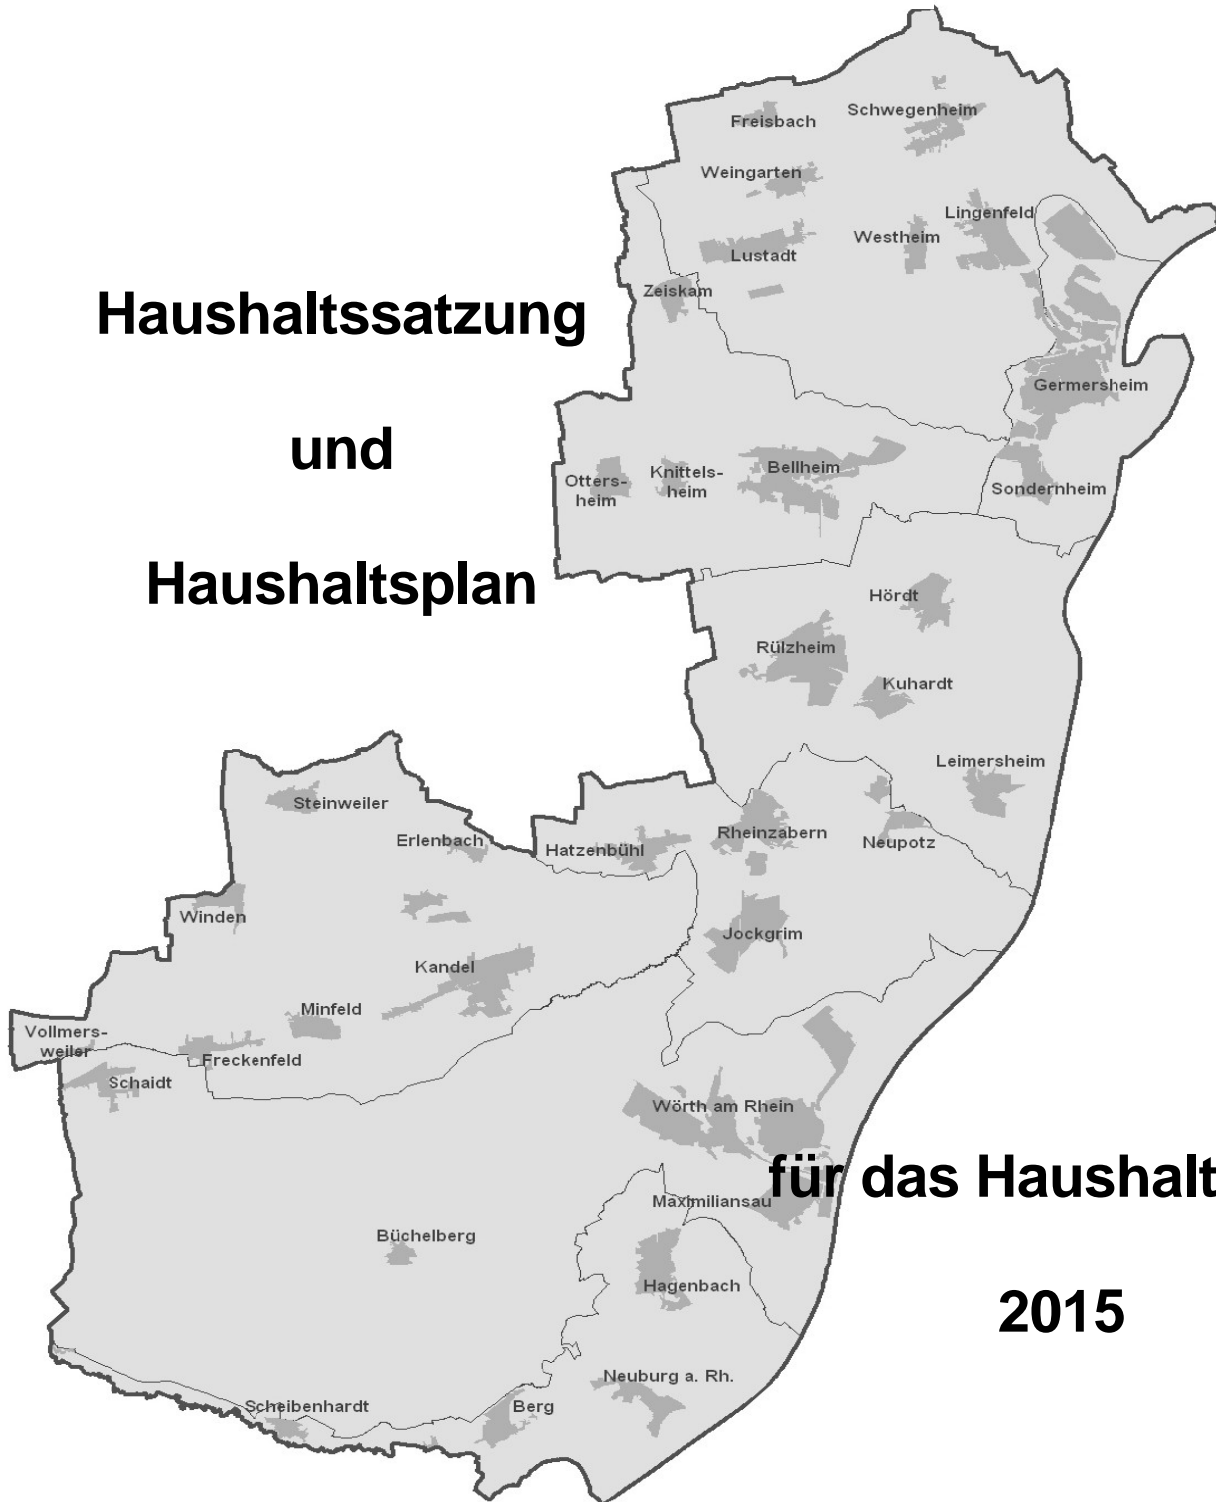 Haushaltssatzung
und
Haushaltsplan
für das Haushalt
2015
Freisbach
Schwegenheim
Weingarten
Lingenfeld
Westheim
Lustadt
Zeiskam
Germersheim
Otters-
heim
Knittels-
heim
Bellheim
Sondernheim
Hördt
Rülzheim
Kuhardt
Leimersheim
Steinweiler
Erlenbach
Hatzenbühl
Rheinzabern
Neupotz
Winden
Jockgrim
Kandel
Minfeld
Vollmers-
weiler
Freckenfeld
Schaidt
Wörth am Rhein
Maximiliansau
Büchelberg
Hagenbach
Neuburg a. Rh.
Scheibenhardt
Berg